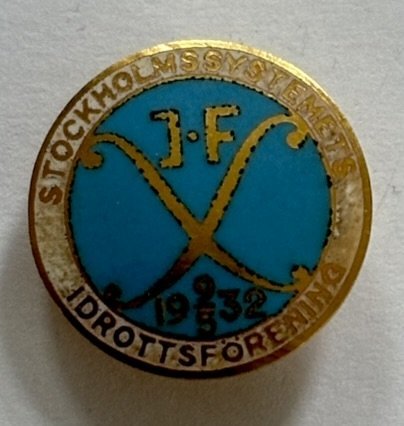 STOCKHOLMSSYSTEMETS
I·F
19 9/5 32
IDROTTSFÖRENING